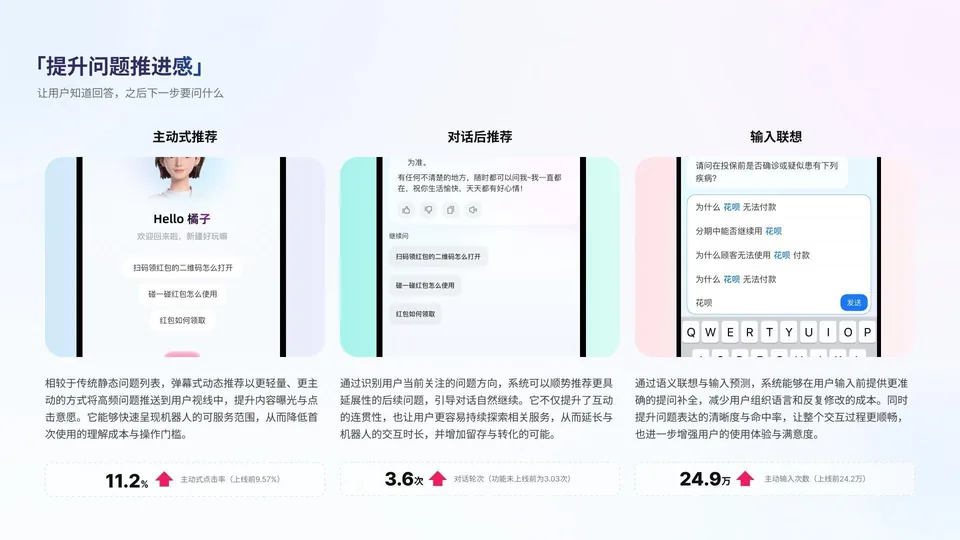 「提升问题推进感」
让用户知道回答，之后下一步要问什么
主动式推荐
Hello 橘子
欢迎回来啦，新疆好玩嘛
扫码领红包的二维码怎么打开
碰一碰红包怎么使用
红包如何领取
相较于传统静态问题列表，弹幕式动态推荐以更轻量、更主
动的方式将高频问题推送到用户视线中，提升内容曝光与点
击意愿。它能够快速呈现机器人的可服务范围，从而降低首
次使用的理解成本与操作门槛。
11.2% 主动式点击率（上线前9.57%）
对话后推荐
为准。
有任何不清楚的地方，随时都可以问我~我一直都
在，祝你生活愉快，天天都有好心情！
继续问
扫码领红包的二维码怎么打开
碰一碰红包怎么使用
红包如何领取
通过识别用户当前关注的问题方向，系统可以顺势推荐更具
延展性的后续问题，引导对话自然继续。它不仅提升了互动
的连贯性，也让用户更容易持续探索相关服务，从而延长与
机器人的交互时长，并增加留存与转化的可能。
3.6次 对话轮次（功能未上线前为3.03次）
输入联想
请问在投保前是否确诊或疑似患有下列
疾病？
为什么 花呗 无法付款
分期中能否继续用 花呗
为什么顾客无法使用 花呗 付款
为什么 花呗 无法付款
花呗
发送
Q W E R T Y U I O P
通过语义联想与输入预测，系统能够在用户输入前提供更准
确的提问补全，减少用户组织语言和反复修改的成本。同时
提升问题表达的清晰度与命中率，让整个交互过程更顺畅，
也进一步增强用户的使用体验与满意度。
24.9万 主动输入次数（上线前24.2万）